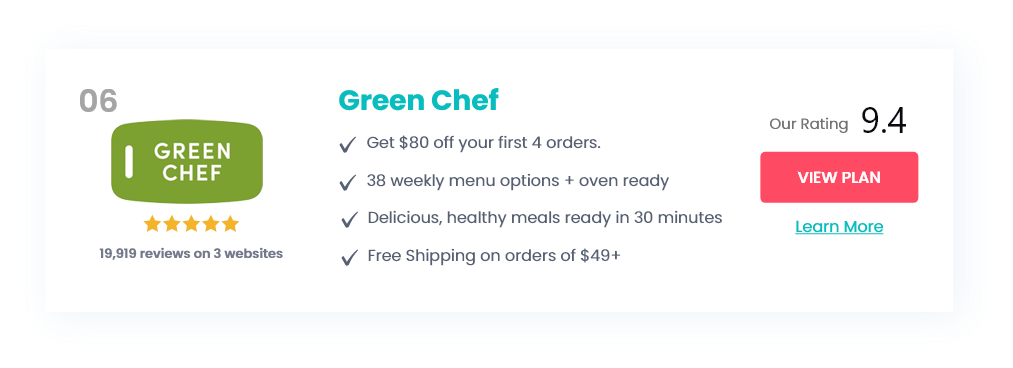 06
GREEN
CHEF
19,919 reviews on 3 websites
Green Chef
Get $80 off your first 4 orders.
38 weekly menu options + oven ready
Delicious, healthy meals ready in 30 minutes
Free Shipping on orders of $49+
Our Rating 9.4
VIEW PLAN
Learn More